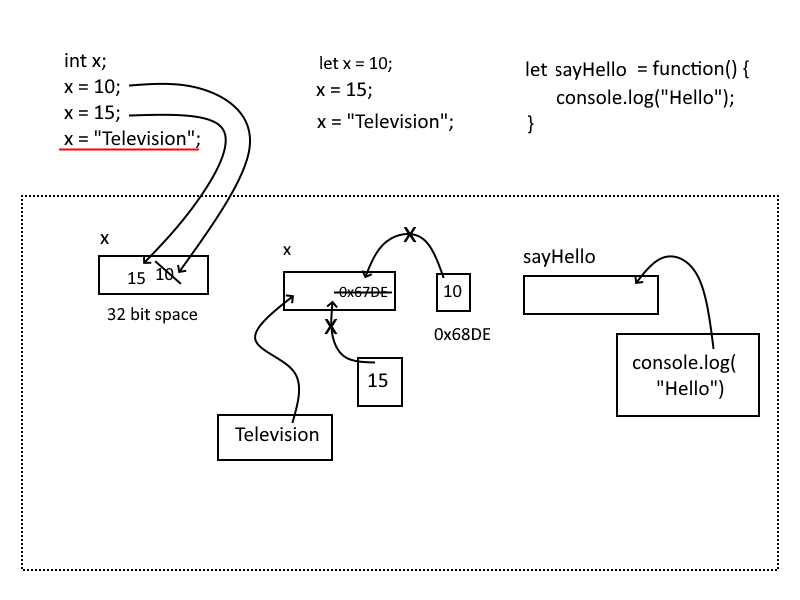 int x;
x = 10;
x = 15;
x = "Television";
let x = 10;
x = 15;
x = "Television";
let sayHello = function() {
console.log("Hello");
}
x
15 10
32 bit space
x
0x67DE
X
10
0x68DE
X
15
Television
sayHello
console.log(
"Hello")